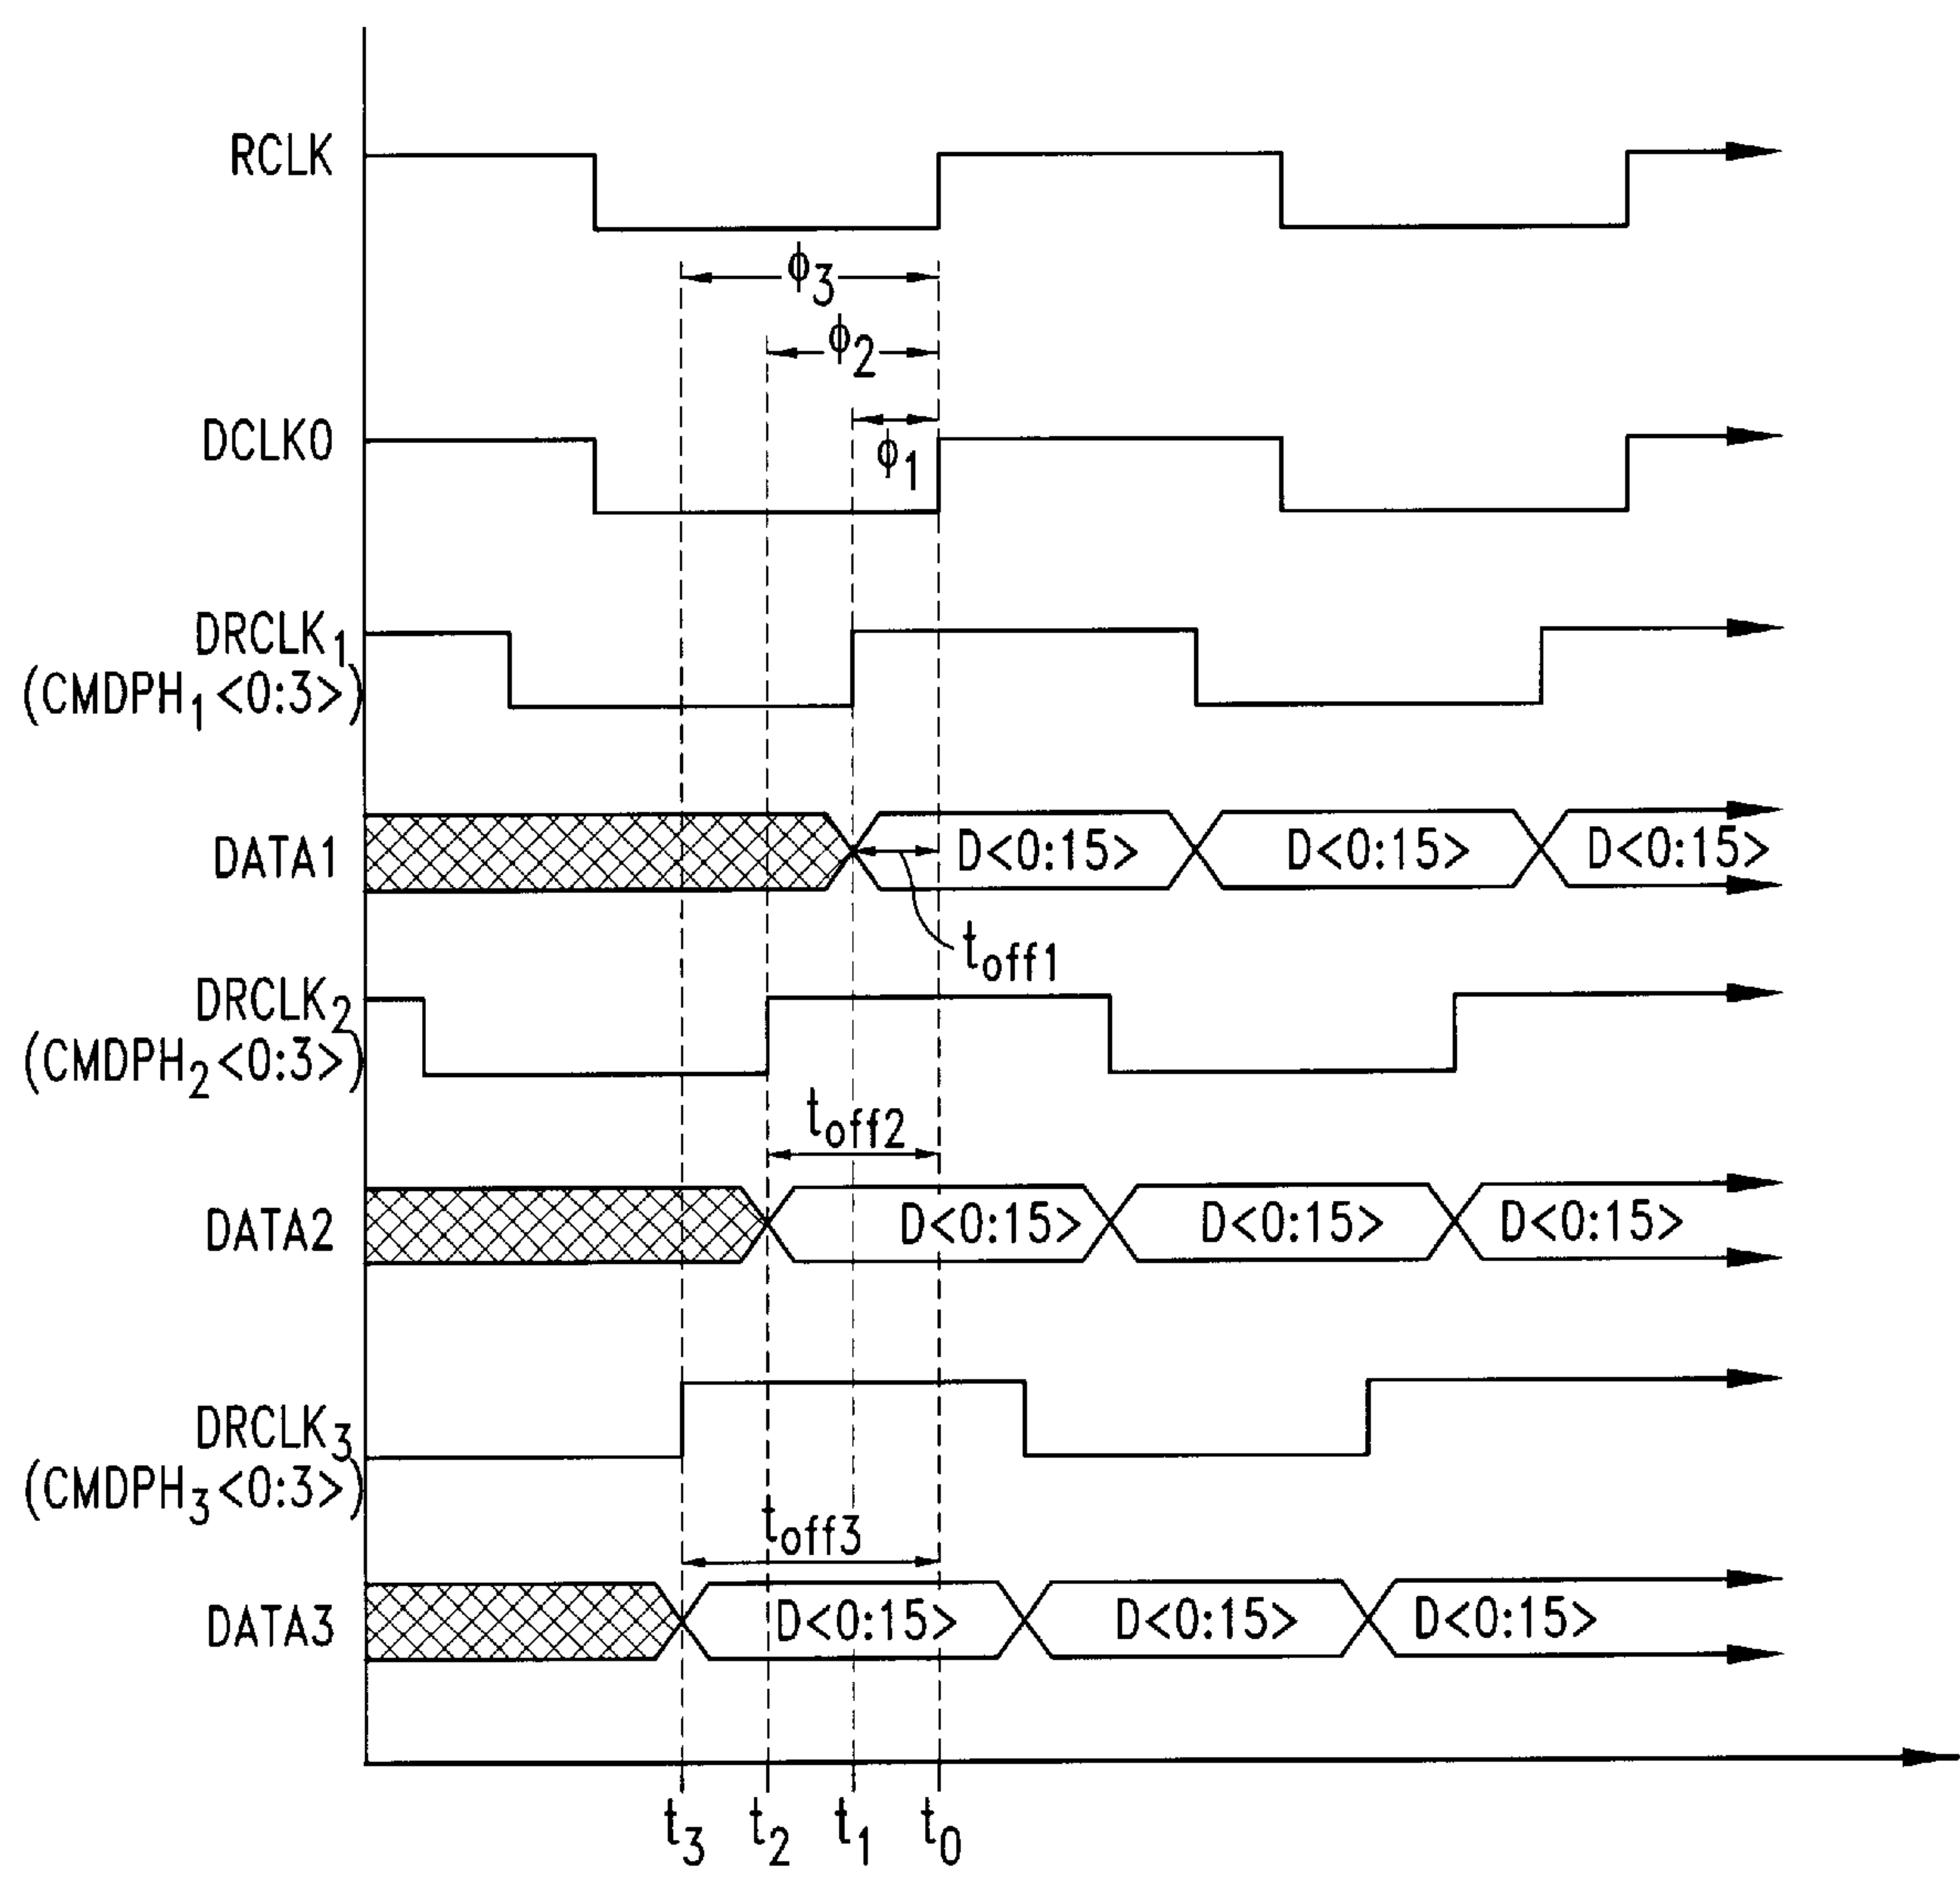 RCLK
ϕ3
ϕ2
DCLK0
ϕ1
DRCLK1
(CMDPH1<0:3>)
DATA1
D<0:15> D<0:15> D<0:15>
toff1
DRCLK2
(CMDPH2<0:3>)
toff2
DATA2
D<0:15> D<0:15> D<0:15>
DRCLK3
(CMDPH3<0:3>)
toff3
DATA3
D<0:15> D<0:15> D<0:15>
t3 t2 t1 t0